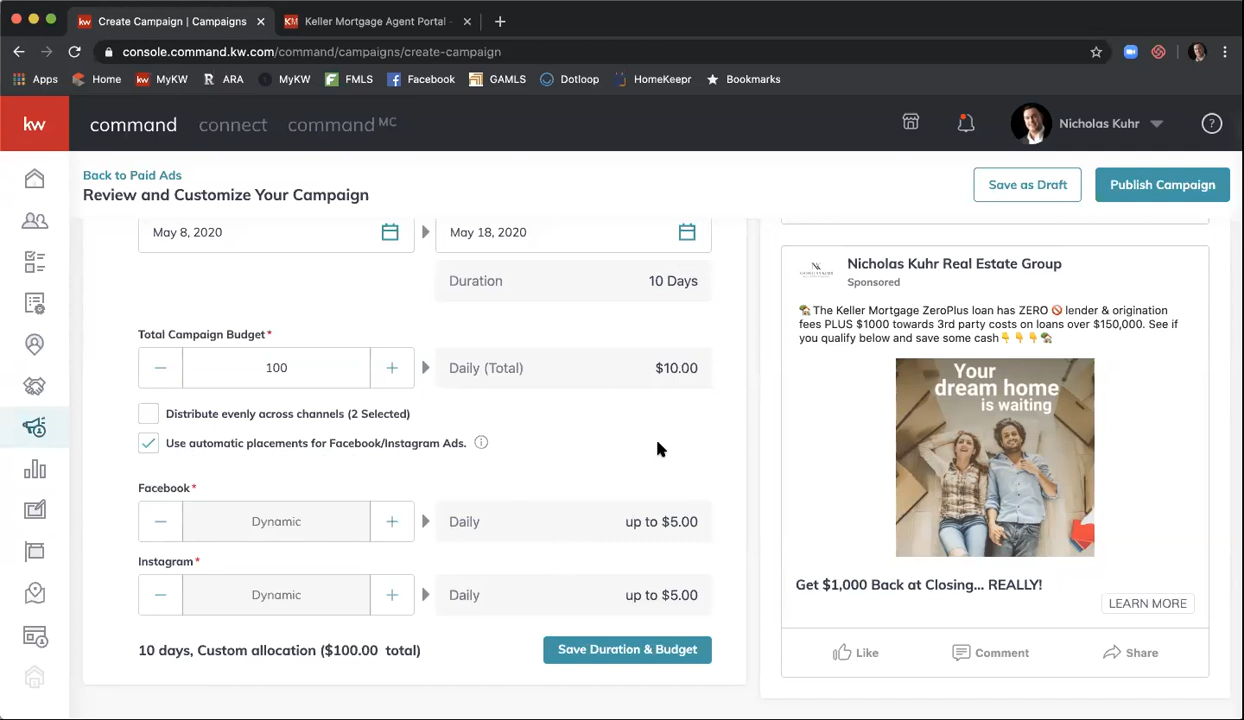 Create Campaign | Campaigns
Keller Mortgage Agent Portal -
console.command.kw.com/command/campaigns/create-campaign
Apps
Home
kw MyKW
R ARA
MyKW
FMLS
Facebook
GAMLS
Dotloop
HomeKeepr
Bookmarks
kw
command
connect
command MC
Nicholas Kuhr
Back to Paid Ads
Review and Customize Your Campaign
Save as Draft
Publish Campaign
May 8, 2020
May 18, 2020
Duration 10 Days
Total Campaign Budget*
100
Daily (Total) $10.00
Distribute evenly across channels (2 Selected)
Use automatic placements for Facebook/Instagram Ads.
Facebook*
Dynamic
Daily up to $5.00
Instagram*
Dynamic
Daily up to $5.00
10 days, Custom allocation ($100.00 total)
Save Duration & Budget
Nicholas Kuhr Real Estate Group
Sponsored
🏡The Keller Mortgage ZeroPlus loan has ZERO 🚫 lender & origination
fees PLUS $1000 towards 3rd party costs on loans over $150,000. See if
you qualify below and save some cash👇👇👇🏡
Your
dream home
is waiting
Get $1,000 Back at Closing... REALLY!
LEARN MORE
Like
Comment
Share